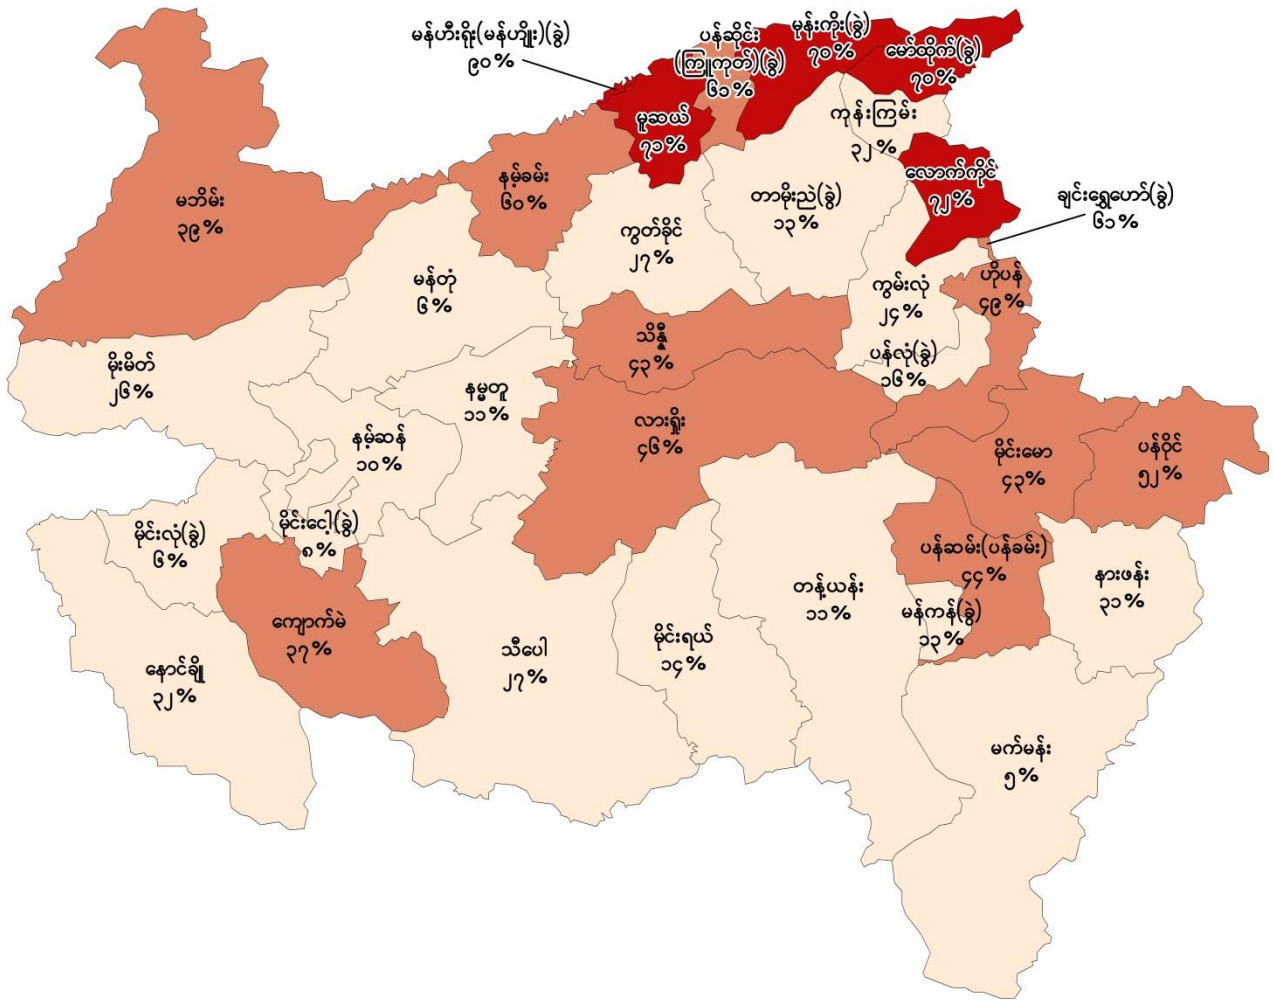 မန်ဟီးရိုး(မန်ဟျိုး)(ခွဲ)
၉၀%
ပန်ဆိုင်း
(ကြူကုတ်)(ခွဲ)
၆၁%
မုန်းကိုး(ခွဲ)
၇၀%
မော်ထိုက်(ခွဲ)
၇၀%
မူဆယ်
၇၁%
ကုန်းကြမ်း
၃၂%
လောက်ကိုင်
၇၂%
ချင်းရွှေဟော်(ခွဲ)
၆၁%
မဘိမ်း
၃၉%
နမ့်ခမ်း
၆၀%
တာမိုးညဲ(ခွဲ)
၁၃%
ကွတ်ခိုင်
၂၇%
မန်တုံ
၆%
ကွမ်းလုံ
၂၄%
ဟိုပန်
၄၉%
သိန္နီ
၄၃%
ပန်လုံ(ခွဲ)
၁၆%
မိုးမိတ်
၂၆%
နမ္မတူ
၁၁%
လားရှိုး
၄၆%
နမ့်ဆန်
၁၀%
မိုင်းမော
၄၃%
ပန်ဝိုင်
၅၂%
မိုင်းလုံ(ခွဲ)
၆%
မိုင်းငေါ့(ခွဲ)
၈%
ပန်ဆမ်း(ပန်ခမ်း)
၄၄%
နားဖန်း
၃၁%
တန့်ယန်း
၁၁%
မန်ကန်(ခွဲ)
၁၃%
ကျောက်မဲ
၃၇%
မိုင်းရယ်
၁၄%
သီပေါ
၂၇%
နောင်ချို
၃၂%
မက်မန်း
၅%